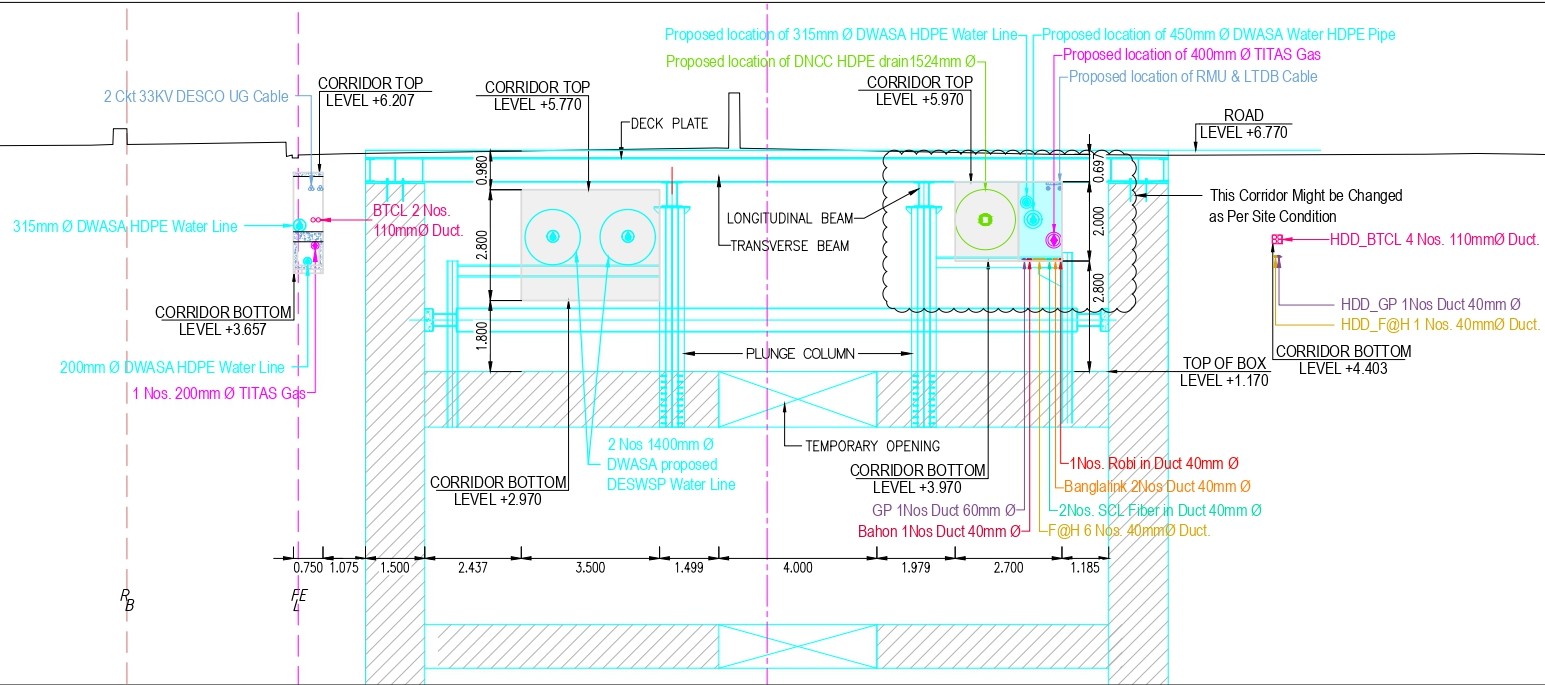 Proposed location of 315mm Ø DWASA HDPE Water Line
Proposed location of 450mm Ø DWASA Water HDPE Pipe
Proposed location of DNCC HDPE drain1524mm Ø
Proposed location of 400mm Ø TITAS Gas
Proposed location of RMU & LTDB Cable
2 Ckt 33KV DESCO UG Cable
CORRIDOR TOP
LEVEL +6.207
CORRIDOR TOP
LEVEL +5.770
CORRIDOR TOP
LEVEL +5.970
DECK PLATE
ROAD
LEVEL +6.770
0.980
0.697
BTCL 2 Nos.
110mmØ Duct.
315mm Ø DWASA HDPE Water Line
LONGITUDINAL BEAM
TRANSVERSE BEAM
2.800
2.000
This Corridor Might be Changed
as Per Site Condition
HDD_BTCL 4 Nos. 110mmØ Duct.
2.800
HDD_GP 1Nos Duct 40mm Ø
HDD_F@H 1 Nos. 40mmØ Duct.
CORRIDOR BOTTOM
LEVEL +3.657
1.800
PLUNGE COLUMN
CORRIDOR BOTTOM
LEVEL +4.403
TOP OF BOX
LEVEL +1.170
200mm Ø DWASA HDPE Water Line
1 Nos. 200mm Ø TITAS Gas
2 Nos 1400mm Ø
DWASA proposed
DESWSP Water Line
TEMPORARY OPENING
CORRIDOR BOTTOM
LEVEL +2.970
CORRIDOR BOTTOM
LEVEL +3.970
1Nos. Robi in Duct 40mm Ø
Banglalink 2Nos Duct 40mm Ø
GP 1Nos Duct 60mm Ø
2Nos. SCL Fiber in Duct 40mm Ø
Bahon 1Nos Duct 40mm Ø
F@H 6 Nos. 40mmØ Duct.
0.750 1.075 1.500 2.437 3.500 1.499 4.000 1.979 2.700 1.185
R
B
FE
L